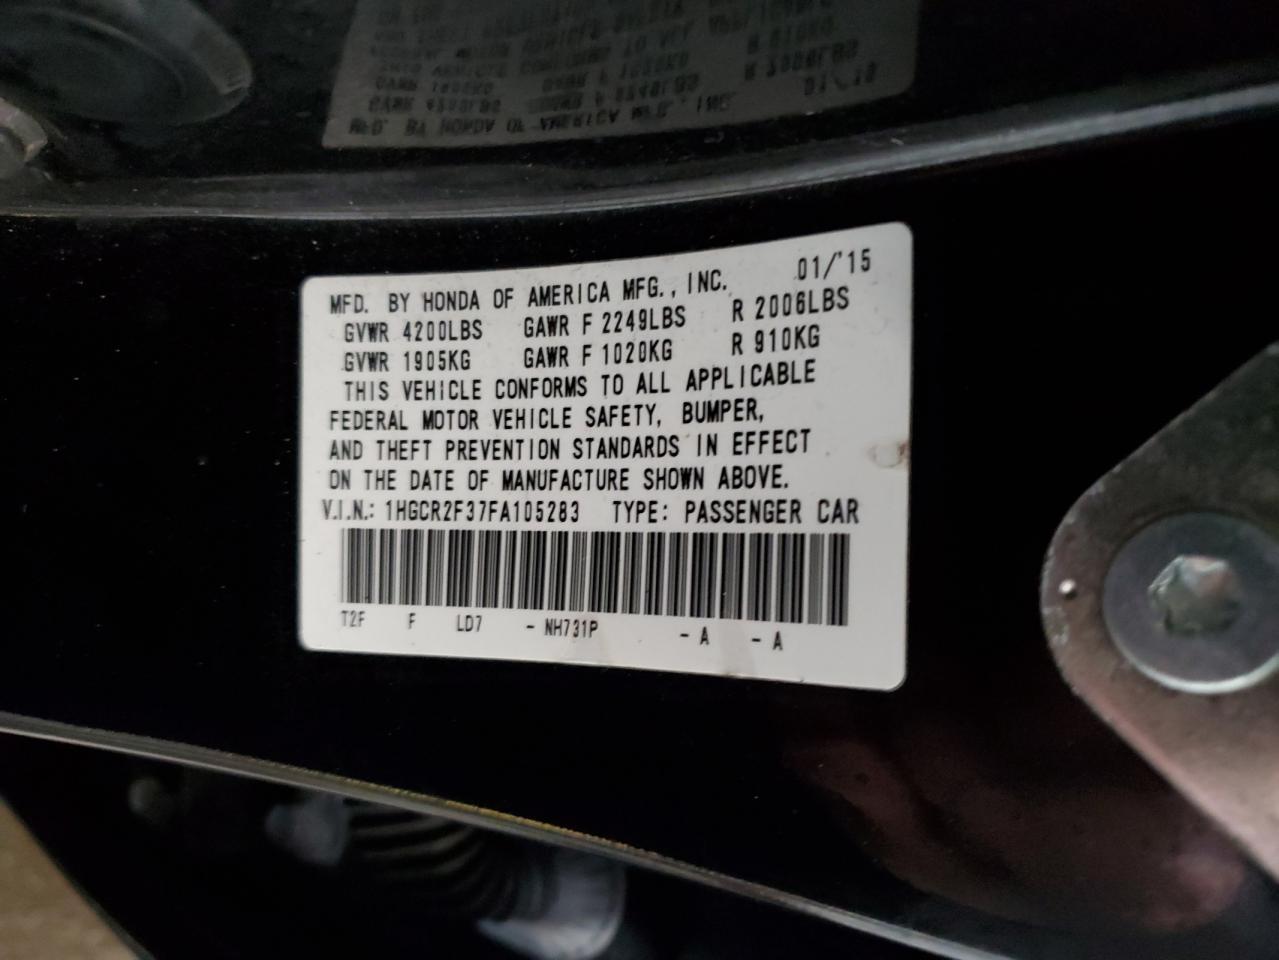 MFD. BY HONDA OF AMERICA MFG., INC. 01/'15
GVWR 4200LBS GAWR F 2249LBS R 2006LBS
GVWR 1905KG GAWR F 1020KG R 910KG
THIS VEHICLE CONFORMS TO ALL APPLICABLE
FEDERAL MOTOR VEHICLE SAFETY, BUMPER,
AND THEFT PREVENTION STANDARDS IN EFFECT
ON THE DATE OF MANUFACTURE SHOWN ABOVE.
V.I.N.: 1HGCR2F37FA105283 TYPE: PASSENGER CAR
T2F F LD7 - NH731P - A - A